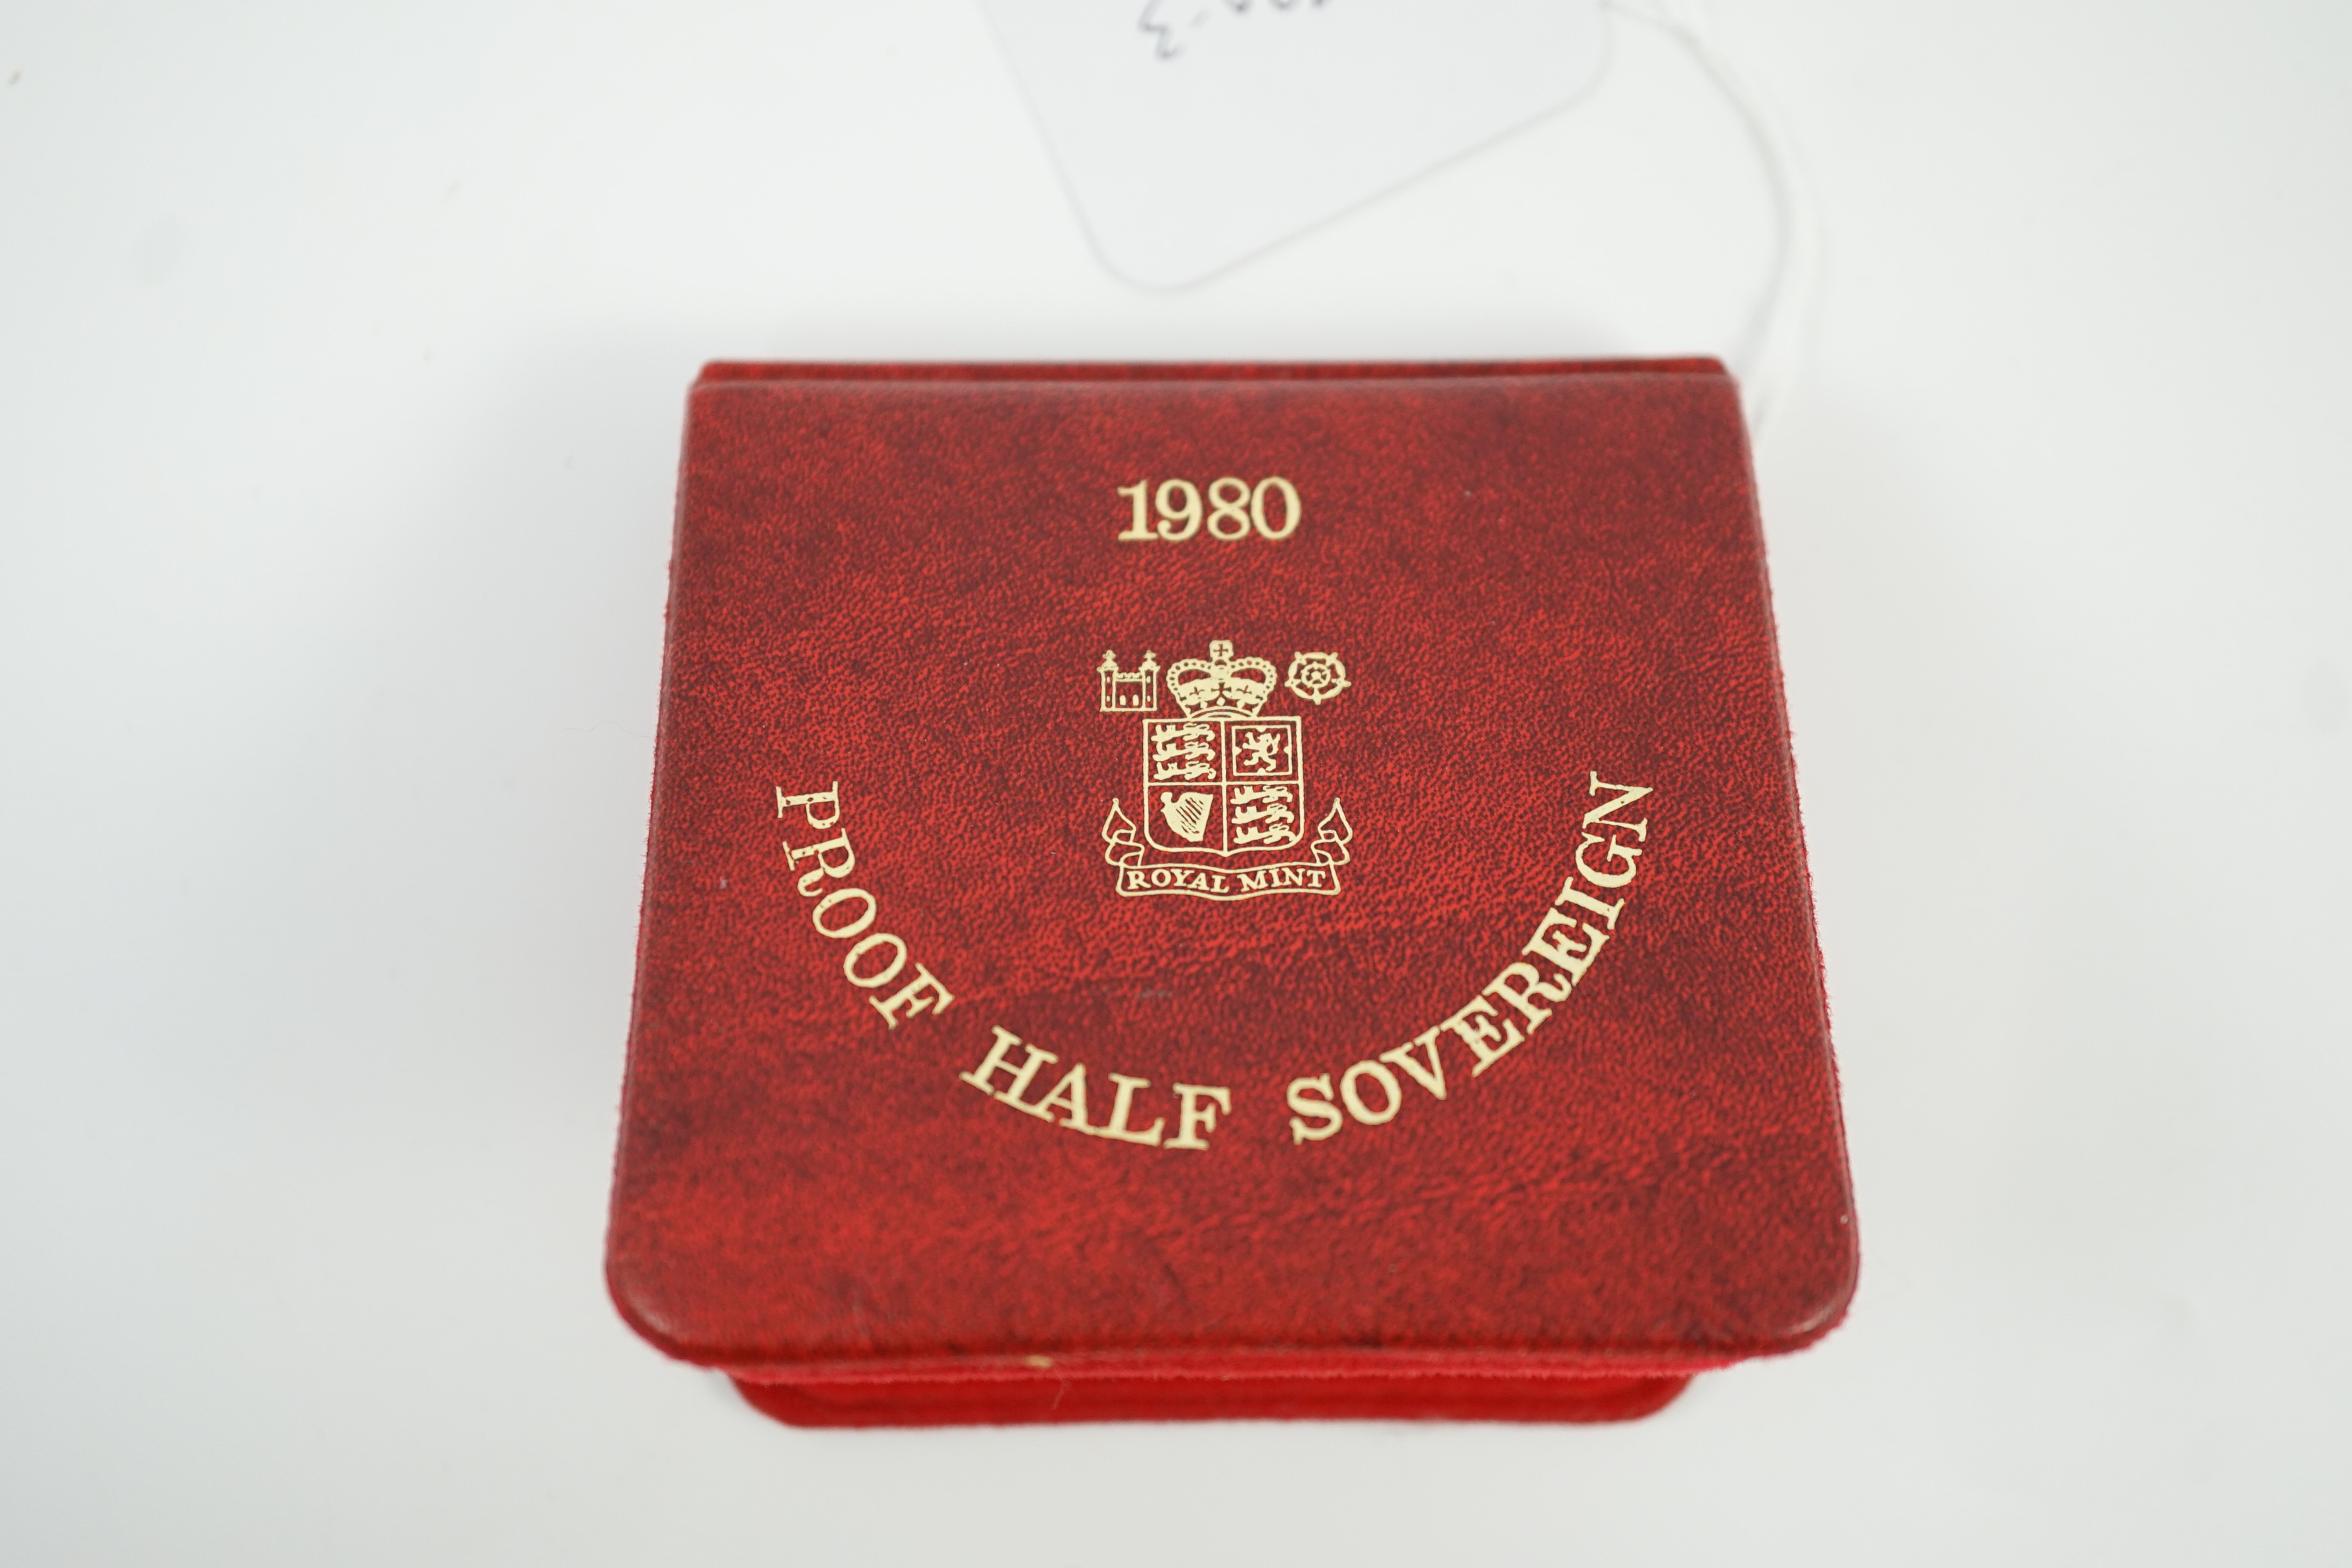 1980
ROYAL MINT
PROOF HALF SOVEREIGN